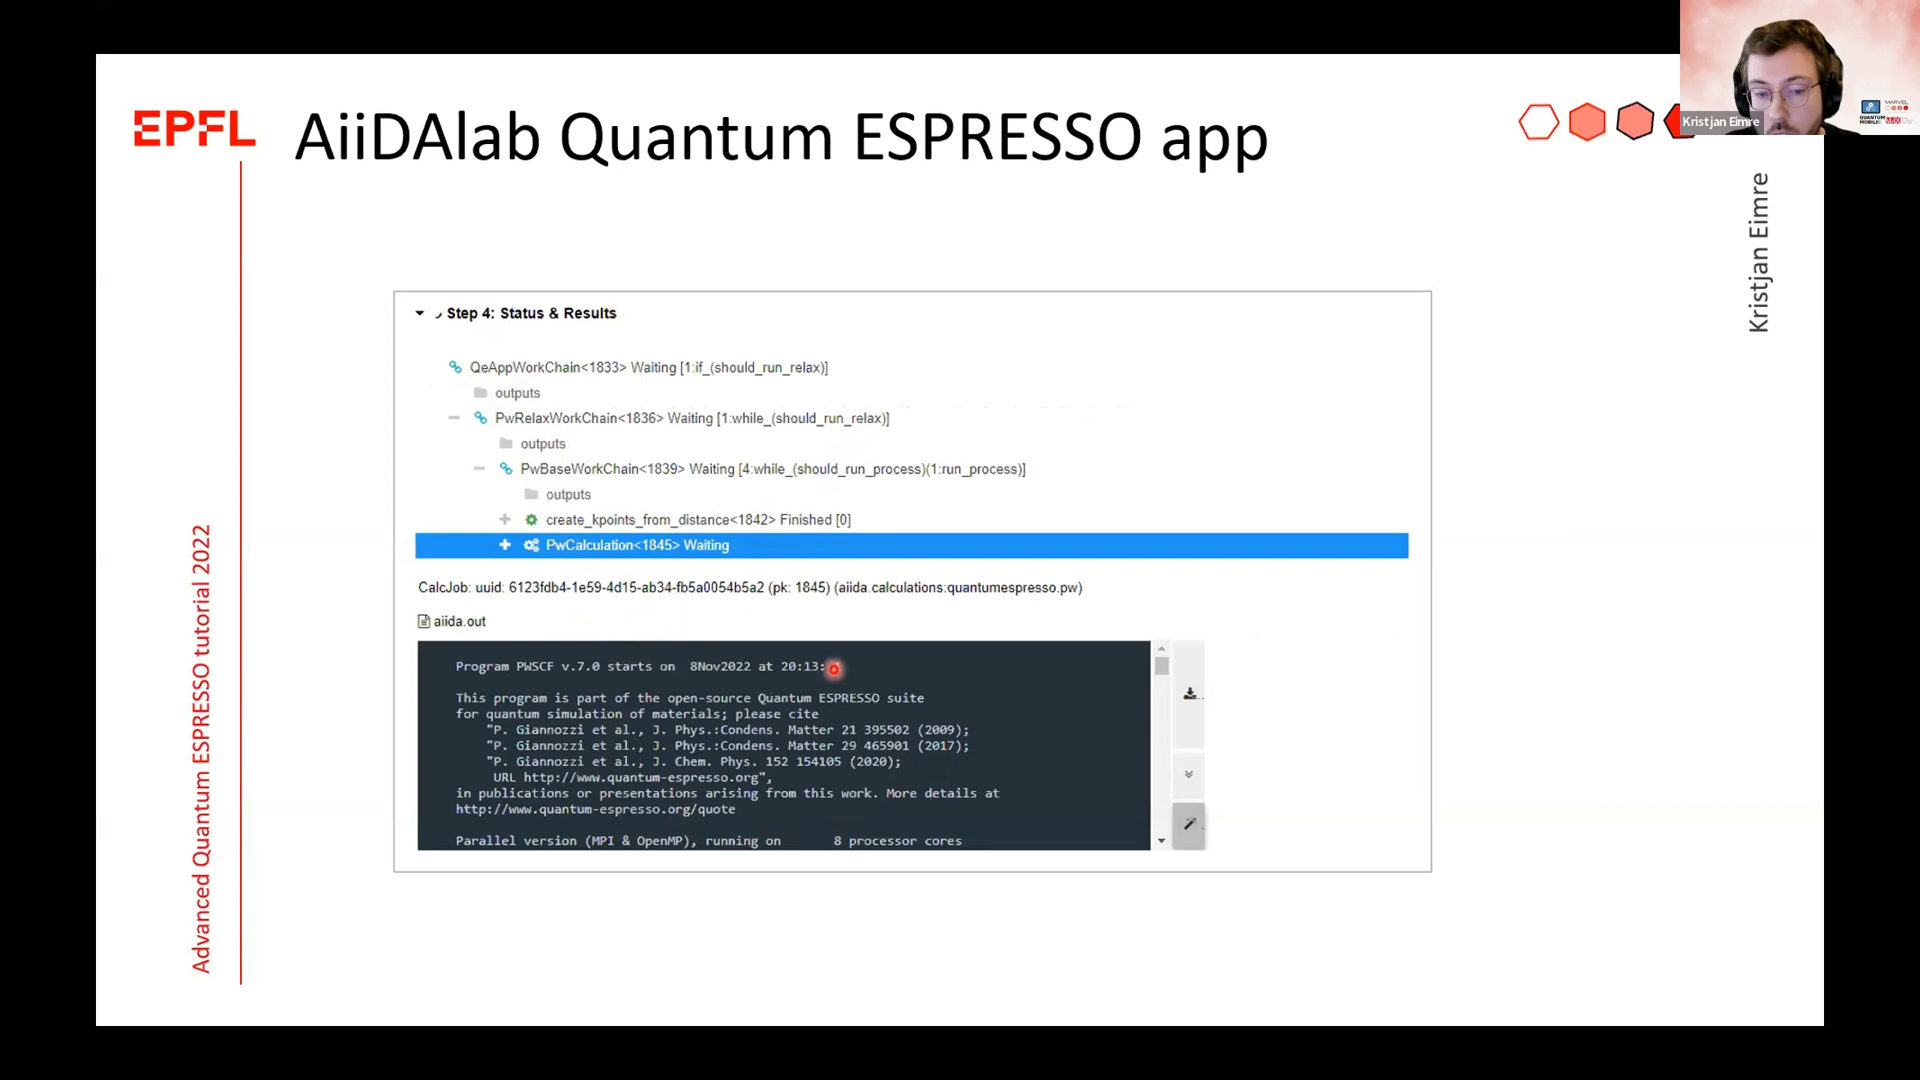 EPFL
AiiDAlab Quantum ESPRESSO app
Kristjan Eimre
QUANTUM
MOBILE
MARVEL
Kristjan Eimre
Advanced Quantum ESPRESSO tutorial 2022
Step 4: Status & Results
QeAppWorkChain<1833> Waiting [1:if_(should_run_relax)]
outputs
PwRelaxWorkChain<1836> Waiting [1:while_(should_run_relax)]
outputs
PwBaseWorkChain<1839> Waiting [4:while_(should_run_process)(1:run_process)]
outputs
create_kpoints_from_distance<1842> Finished [0]
PwCalculation<1845> Waiting
CalcJob: uuid: 6123fdb4-1e59-4d15-ab34-fb5a0054b5a2 (pk: 1845) (aiida.calculations:quantumespresso.pw)
aiida.out
Program PWSCF v.7.0 starts on 8Nov2022 at 20:13:
This program is part of the open-source Quantum ESPRESSO suite
for quantum simulation of materials; please cite
"P. Giannozzi et al., J. Phys.:Condens. Matter 21 395502 (2009);
"P. Giannozzi et al., J. Phys.:Condens. Matter 29 465901 (2017);
"P. Giannozzi et al., J. Chem. Phys. 152 154105 (2020);
URL http://www.quantum-espresso.org",
in publications or presentations arising from this work. More details at
http://www.quantum-espresso.org/quote
Parallel version (MPI & OpenMP), running on 8 processor cores